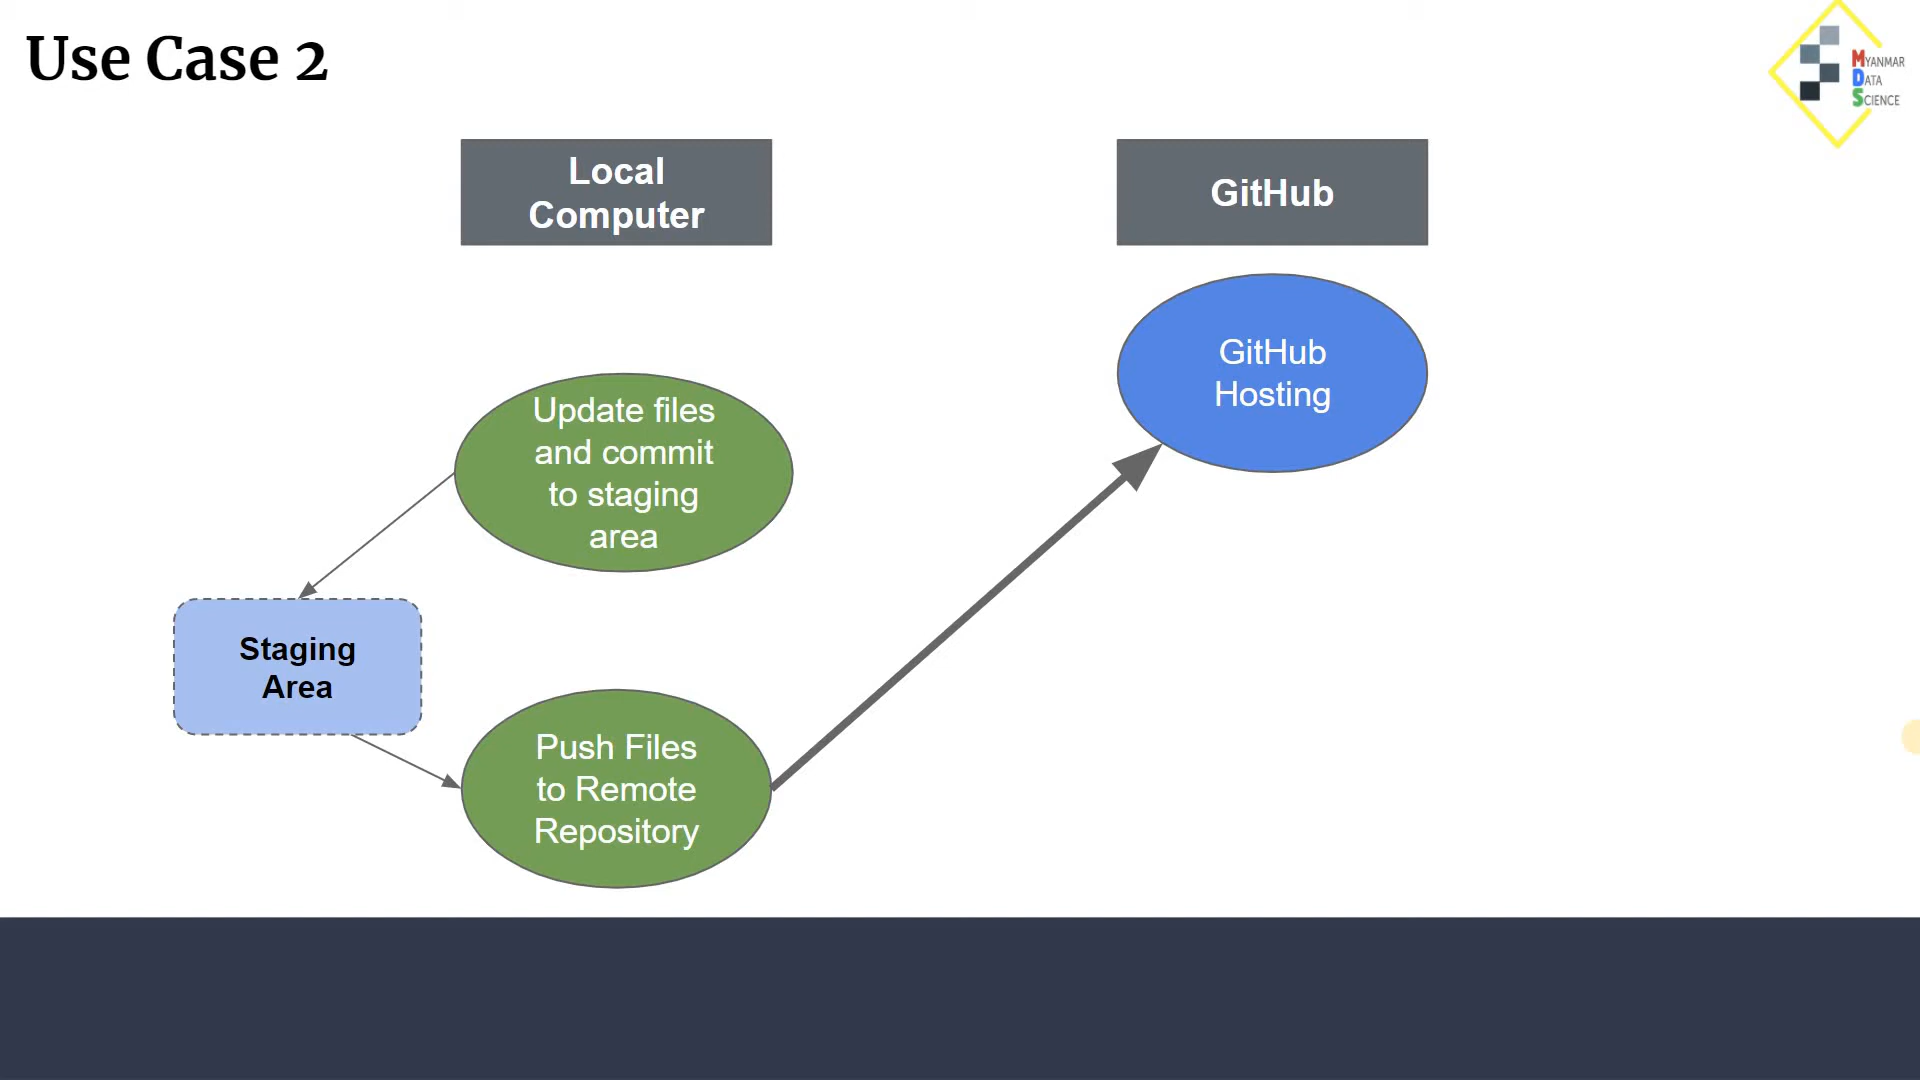 Use Case 2
MYANMAR
DATA
SCIENCE
Local
Computer
GitHub
GitHub
Hosting
Update files
and commit
to staging
area
Staging
Area
Push Files
to Remote
Repository